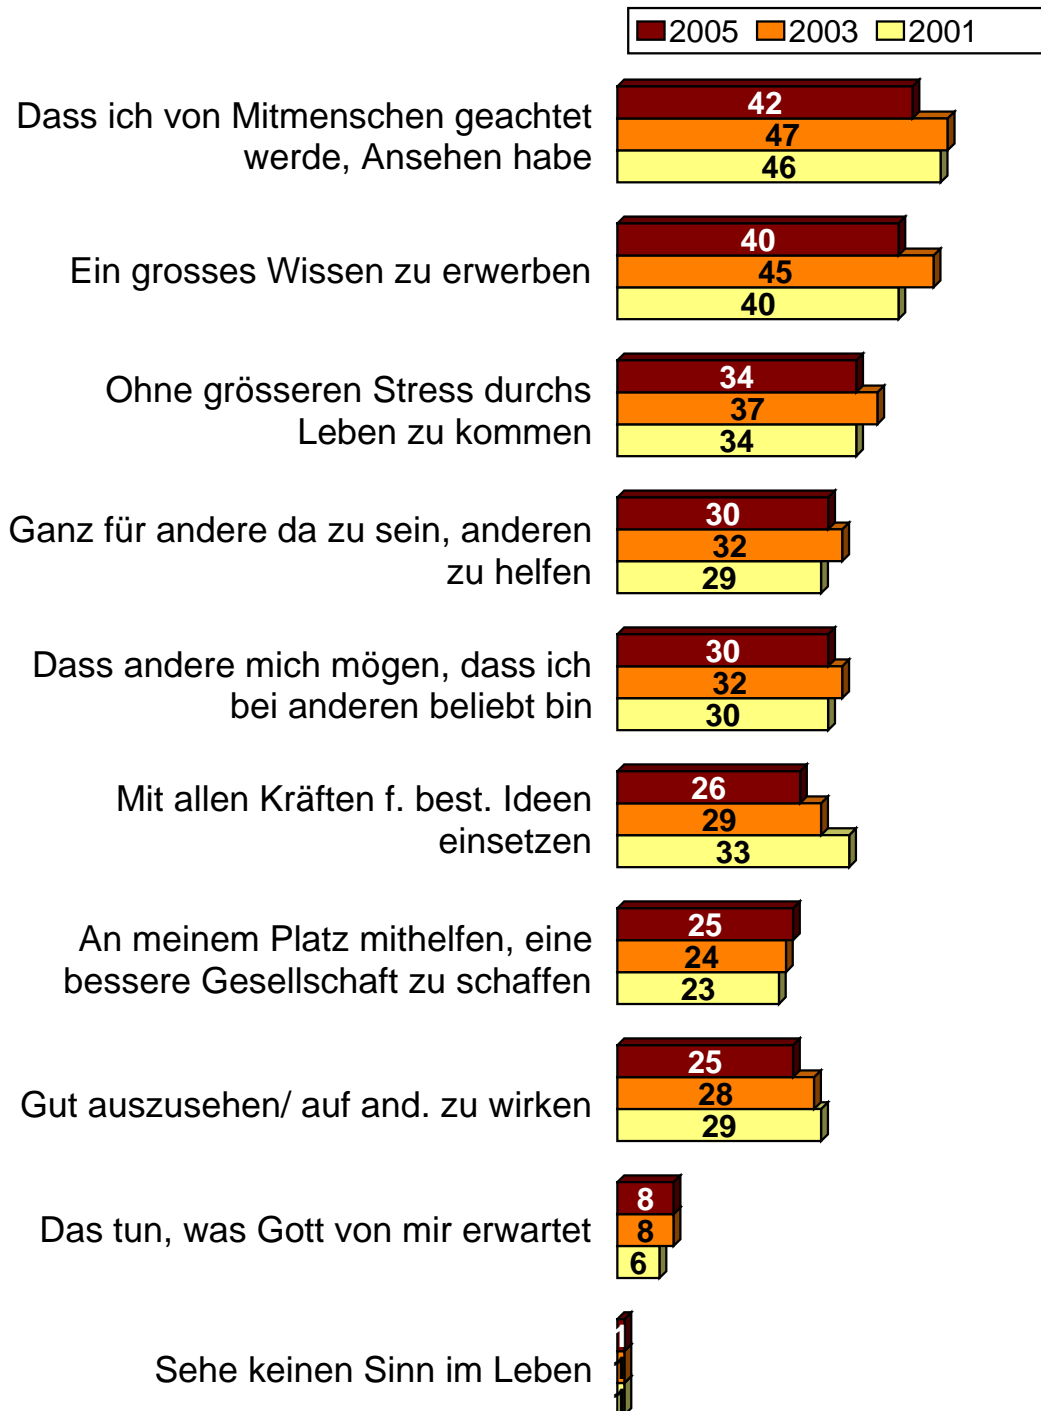 2005 2003 2001
Dass ich von Mitmenschen geachtet
werde, Ansehen habe
42
47
46
Ein grosses Wissen zu erwerben
40
45
40
Ohne grösseren Stress durchs
Leben zu kommen
34
37
34
Ganz für andere da zu sein, anderen
zu helfen
30
32
29
Dass andere mich mögen, dass ich
bei anderen beliebt bin
30
32
30
Mit allen Kräften f. best. Ideen
einsetzen
26
29
33
An meinem Platz mithelfen, eine
bessere Gesellschaft zu schaffen
25
24
23
Gut auszusehen/ auf and. zu wirken
25
28
29
Das tun, was Gott von mir erwartet
8
8
6
Sehe keinen Sinn im Leben
1
1
1